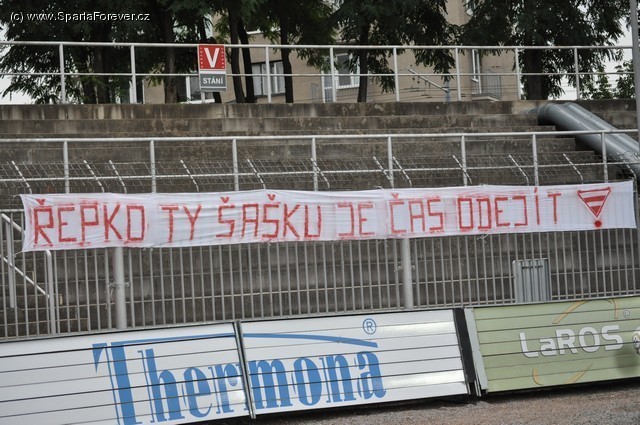 (c) www.SpartaForever.cz
V
STÁNÍ
ŘEPKO TY ŠAŠKU JE ČAS ODEJÍT
Thermona ®
LaROS